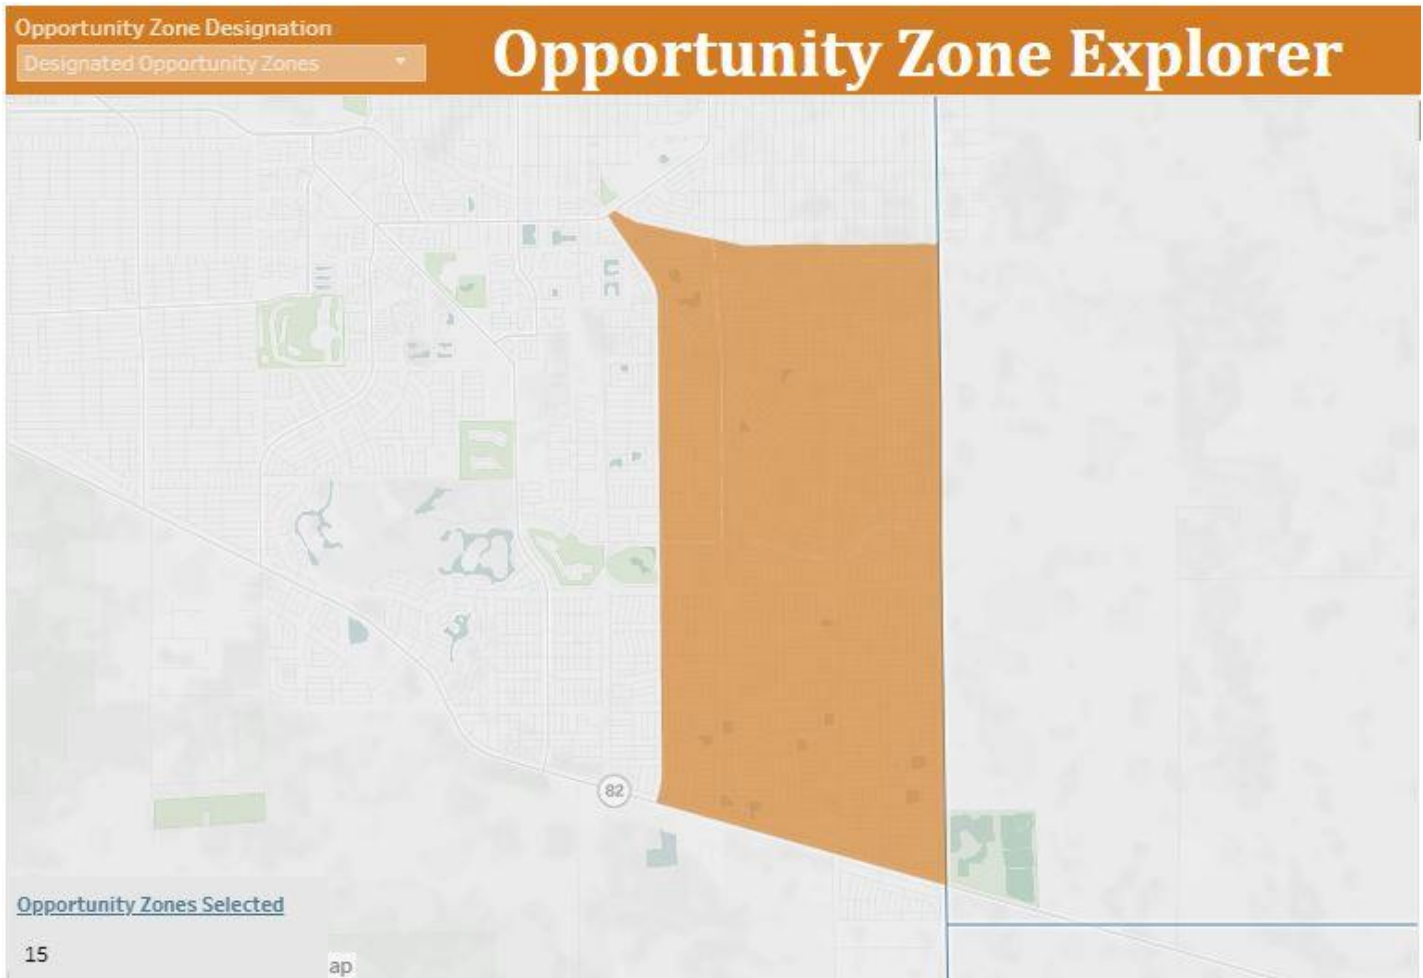 Opportunity Zone Designation
Designated Opportunity Zones
Opportunity Zone Explorer
82
Opportunity Zones Selected
15
ap